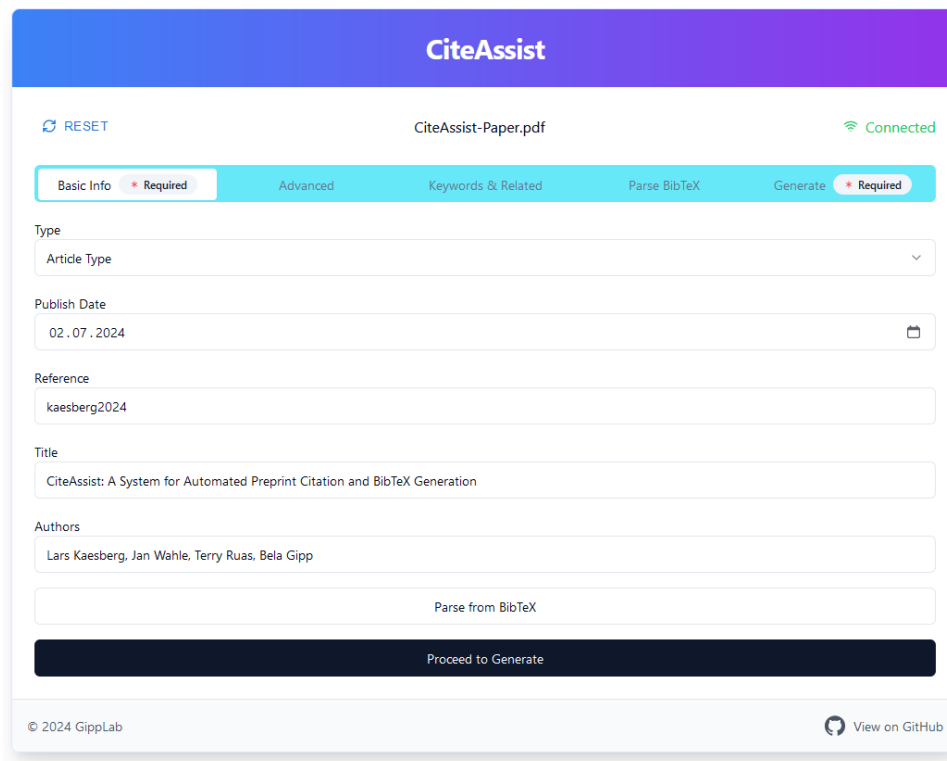 CiteAssist
RESET
CiteAssist-Paper.pdf
Connected
Basic Info * Required
Advanced
Keywords & Related
Parse BibTeX
Generate * Required
Type
Article Type
Publish Date
02.07.2024
Reference
kaesberg2024
Title
CiteAssist: A System for Automated Preprint Citation and BibTeX Generation
Authors
Lars Kaesberg, Jan Wahle, Terry Ruas, Bela Gipp
Parse from BibTeX
Proceed to Generate
© 2024 GippLab
View on GitHub